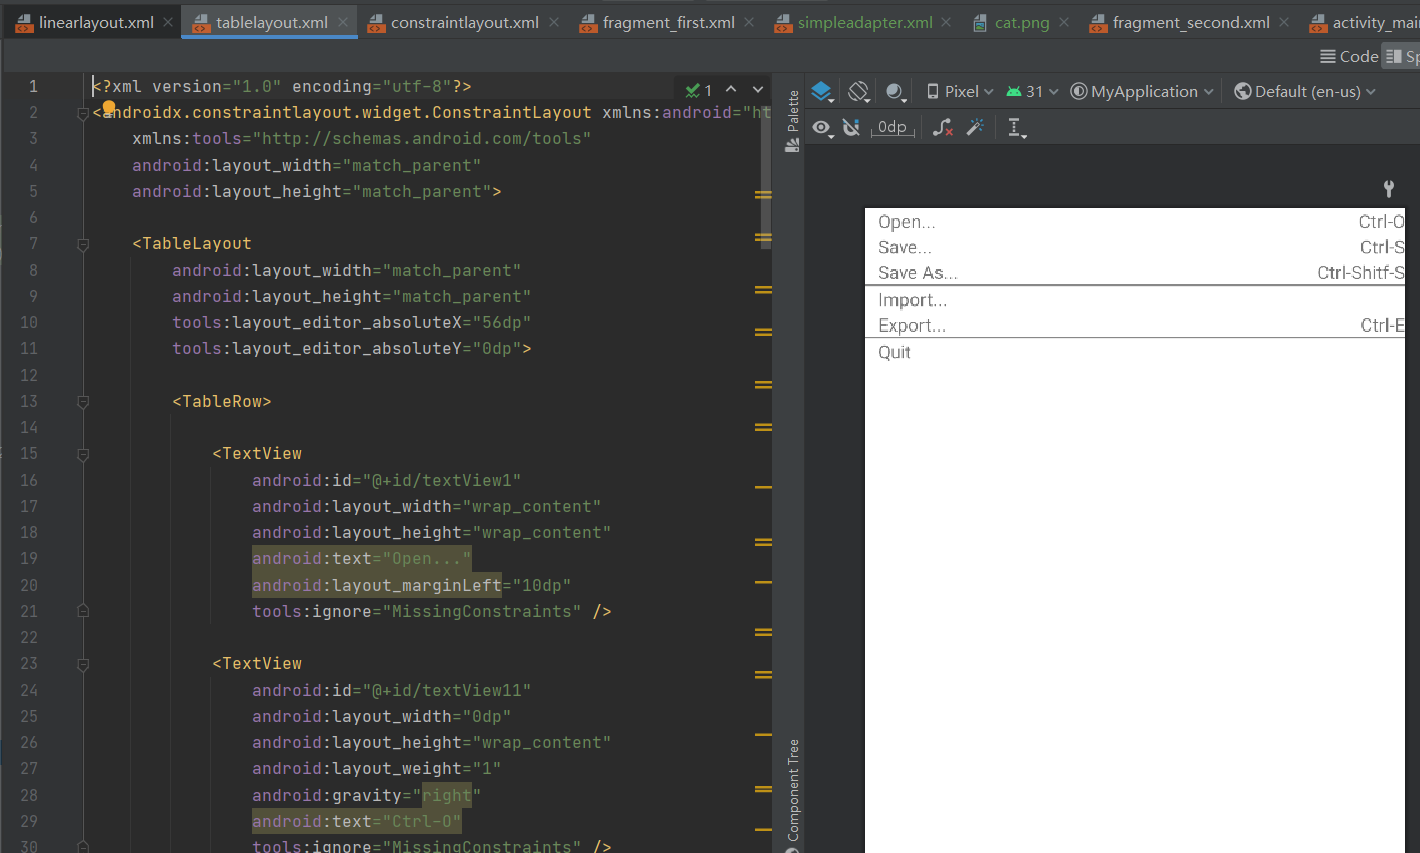 linearlayout.xml
tablelayout.xml
constraintlayout.xml
fragment_first.xml
simpleadapter.xml
cat.png
fragment_second.xml
activity_mai
Code
Sp
1 <?xml version="1.0" encoding="utf-8"?>
1
2 <androidx.constraintlayout.widget.ConstraintLayout xmlns:android="ht
3 xmlns:tools="http://schemas.android.com/tools"
4 android:layout_width="match_parent"
5 android:layout_height="match_parent">
6
7 <TableLayout
8 android:layout_width="match_parent"
9 android:layout_height="match_parent"
10 tools:layout_editor_absoluteX="56dp"
11 tools:layout_editor_absoluteY="0dp">
12
13 <TableRow>
14
15 <TextView
16 android:id="@+id/textView1"
17 android:layout_width="wrap_content"
18 android:layout_height="wrap_content"
19 android:text="Open..."
20 android:layout_marginLeft="10dp"
21 tools:ignore="MissingConstraints" />
22
23 <TextView
24 android:id="@+id/textView11"
25 android:layout_width="0dp"
26 android:layout_height="wrap_content"
27 android:layout_weight="1"
28 android:gravity="right"
29 android:text="Ctrl-O"
30 tools:ignore="MissingConstraints" />
Palette
Component Tree
Pixel
31
MyApplication
Default (en-us)
0dp
Open... Ctrl-O
Save... Ctrl-S
Save As... Ctrl-Shitf-S
Import...
Export... Ctrl-E
Quit